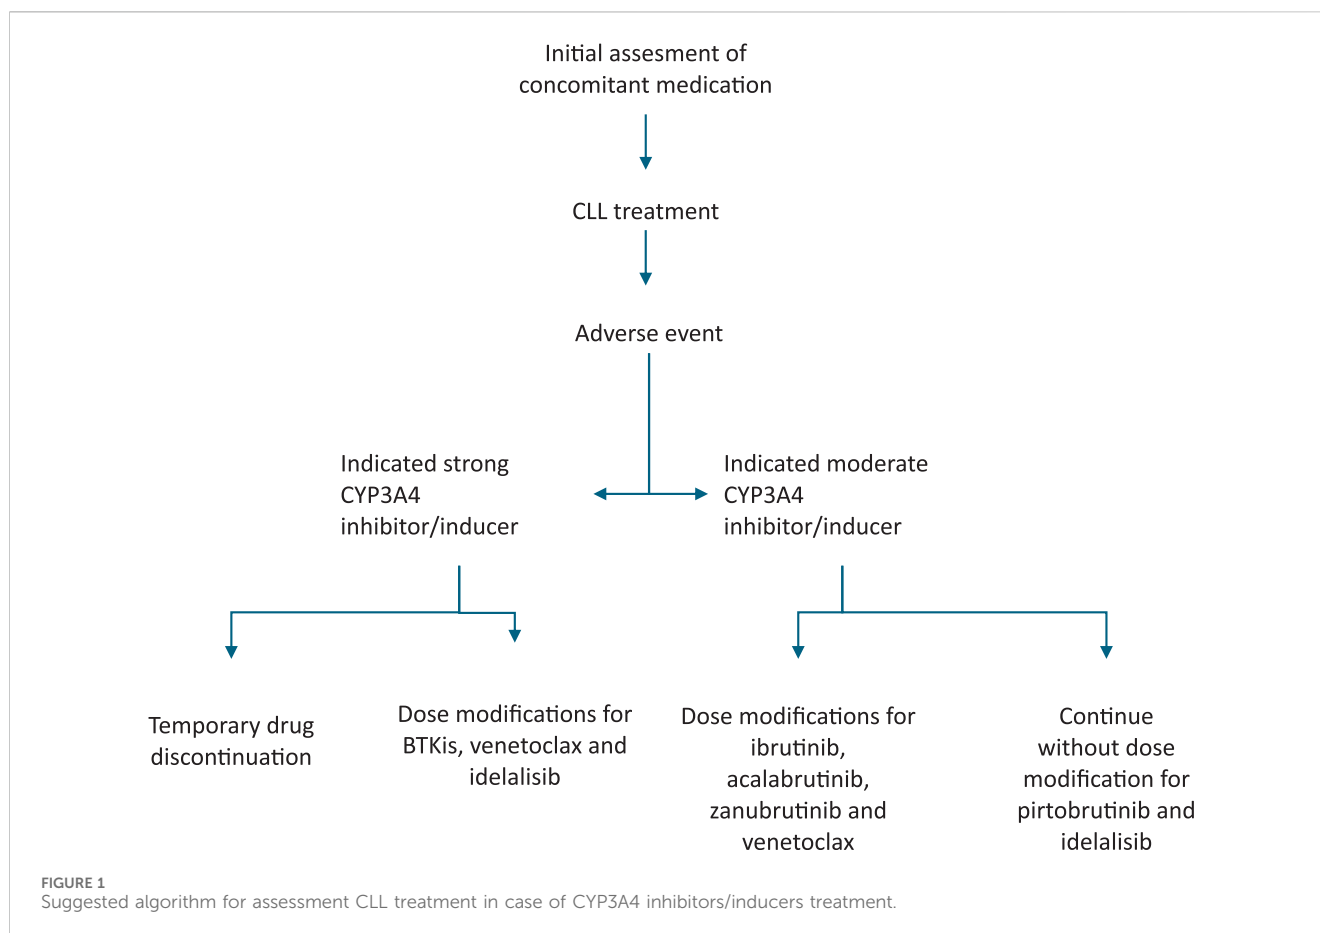 Initial assesment of
concomitant medication
CLL treatment
Adverse event
Indicated strong
CYP3A4
inhibitor/inducer
Indicated moderate
CYP3A4
inhibitor/inducer
Temporary drug
discontinuation
Dose modifications for
BTKis, venetoclax and
idelalisib
Dose modifications for
ibrutinib,
acalabrutinib,
zanubrutinib and
venetoclax
Continue
without dose
modification for
pirtobrutinib and
idelalisib
FIGURE 1
Suggested algorithm for assessment CLL treatment in case of CYP3A4 inhibitors/inducers treatment.